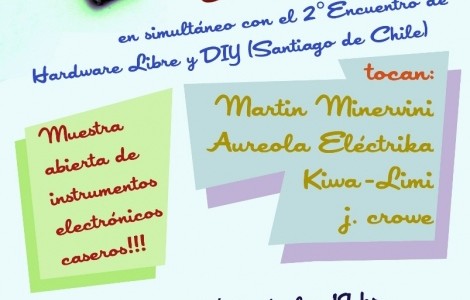 en simultáneo con el 2°Encuentro de
Hardware Libre y DIY (Santiago de Chile)
tocan:
Martin Minervini
Aureola Eléctrika
Kiwa-Limi
j. crowe
Muestra
abierta de
instrumentos
electrónicos
caseros!!!